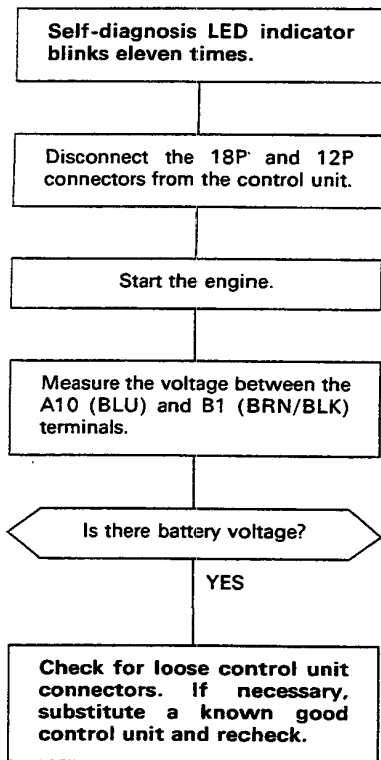 Self-diagnosis LED indicator
blinks eleven times.
Disconnect the 18P and 12P
connectors from the control unit.
Start the engine.
Measure the voltage between the
A10 (BLU) and B1 (BRN/BLK)
terminals.
Is there battery voltage?
YES
Check for loose control unit
connectors. If necessary,
substitute a known good
control unit and recheck.